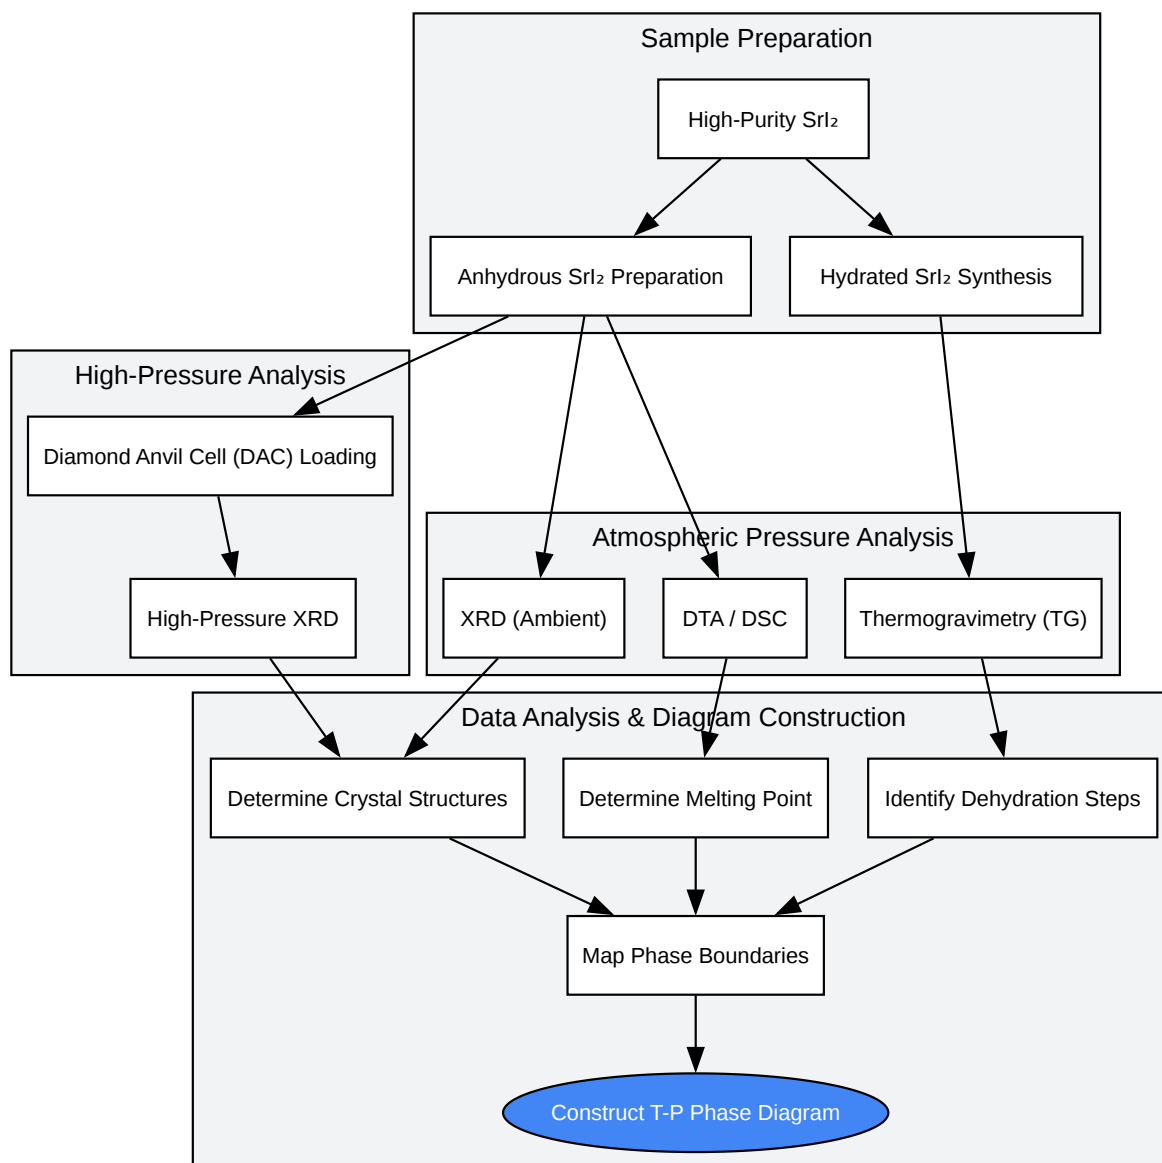 Sample Preparation
High-Purity SrI₂
Anhydrous SrI₂ Preparation
Hydrated SrI₂ Synthesis
High-Pressure Analysis
Diamond Anvil Cell (DAC) Loading
High-Pressure XRD
Atmospheric Pressure Analysis
XRD (Ambient)
DTA / DSC
Thermogravimetry (TG)
Data Analysis & Diagram Construction
Determine Crystal Structures
Determine Melting Point
Identify Dehydration Steps
Map Phase Boundaries
Construct T-P Phase Diagram